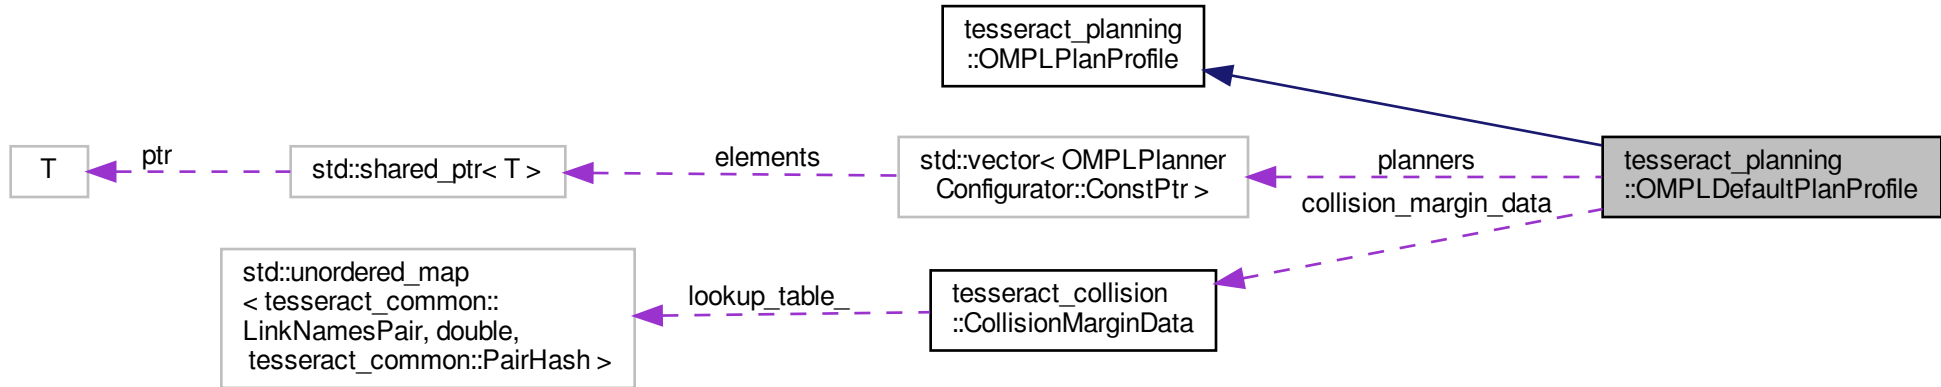 tesseract_planning
::OMPLPlanProfile
T
ptr
std::shared_ptr< T >
elements
std::vector< OMPLPlanner
Configurator::ConstPtr >
planners
collision_margin_data
tesseract_planning
::OMPLDefaultPlanProfile
std::unordered_map
< tesseract_common::
LinkNamesPair, double,
tesseract_common::PairHash >
lookup_table_
tesseract_collision
::CollisionMarginData